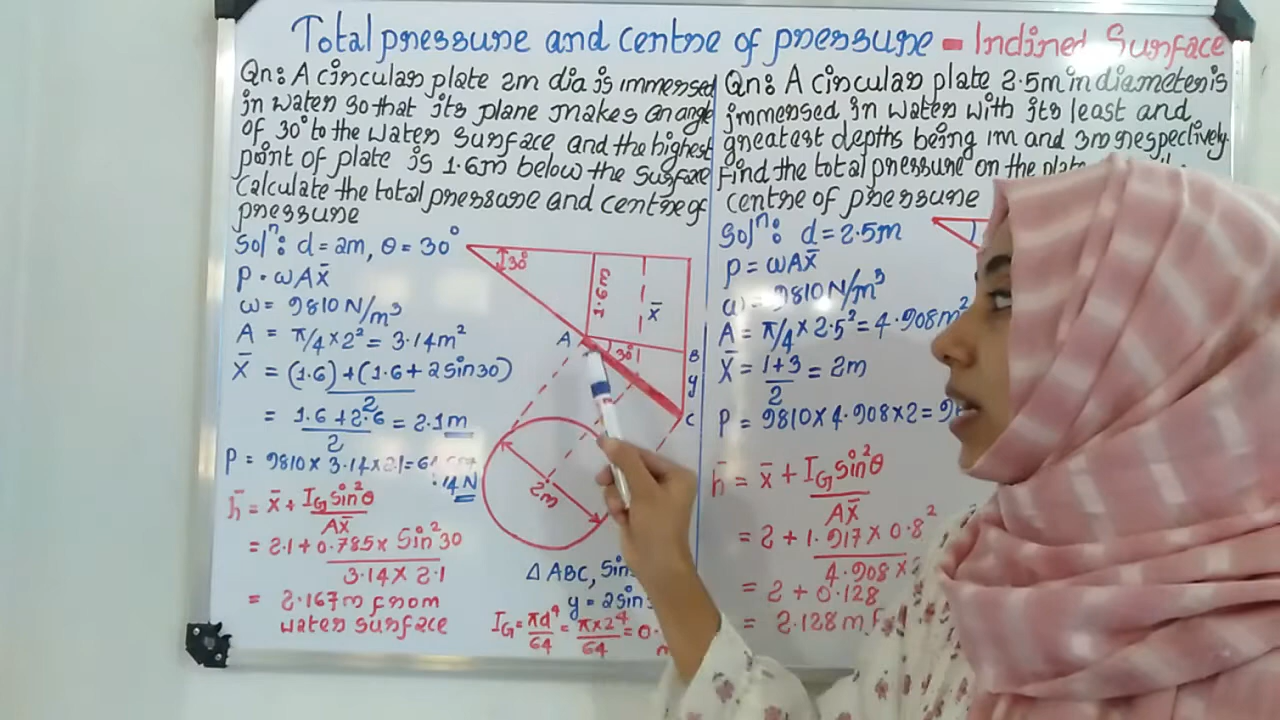 Total pressure and centre of pressure - Inclined Surface
Qn: A circular plate 2m dia is immersed
in water so that its plane makes an angle
of 30° to the water surface and the highest
point of plate is 1.6m below the surface
Calculate the total pressure and centre of
pressure
Solⁿ: d = 2m, θ = 30°
P = ωAx̄
ω = 9810 N/m³
A = π/4 × 2² = 3.14m²
x̄ = (1.6)+(1.6+2sin30)
2
= 1.6+2.6 = 2.1m
2
P = 9810 × 3.14 × 2.1 =
.14N
h̄ = x̄ + I_G Sin²θ
Ax̄
= 2.1 + 0.785 × Sin²30
3.14 × 2.1
= 2.167m from
water surface
30°
1.6m
x̄
A
30°
B
y
C
2m
△ ABC,
y = 2sin
I_G = πd⁴ = π×2⁴ = 0.
64 64
Qn: A circular plate 2.5m in diameter is
immersed in water with its least and
greatest depths being 1m and 3m respectively.
Find the total pressure on the plate
centre of pressure
Solⁿ: d = 2.5m
P = ωAx̄
ω = 9810 N/m³
A = π/4 × 2.5² = 4.908m²
x̄ = 1+3 = 2m
2
P = 9810 × 4.908 × 2 =
h̄ = x̄ + I_G Sin²θ
Ax̄
= 2 + 1.917 × 0.8²
4.908 ×
= 2 + 0.128
= 2.128m